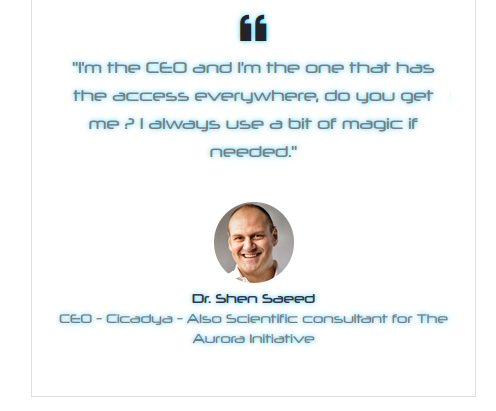 "I'm the CEO and I'm the one that has
the access everywhere, do you get
me ? I always use a bit of magic if
needed."
Dr. Shen Saeed
CEO - Cicadya - Also Scientific consultant for The
Aurora Initiative